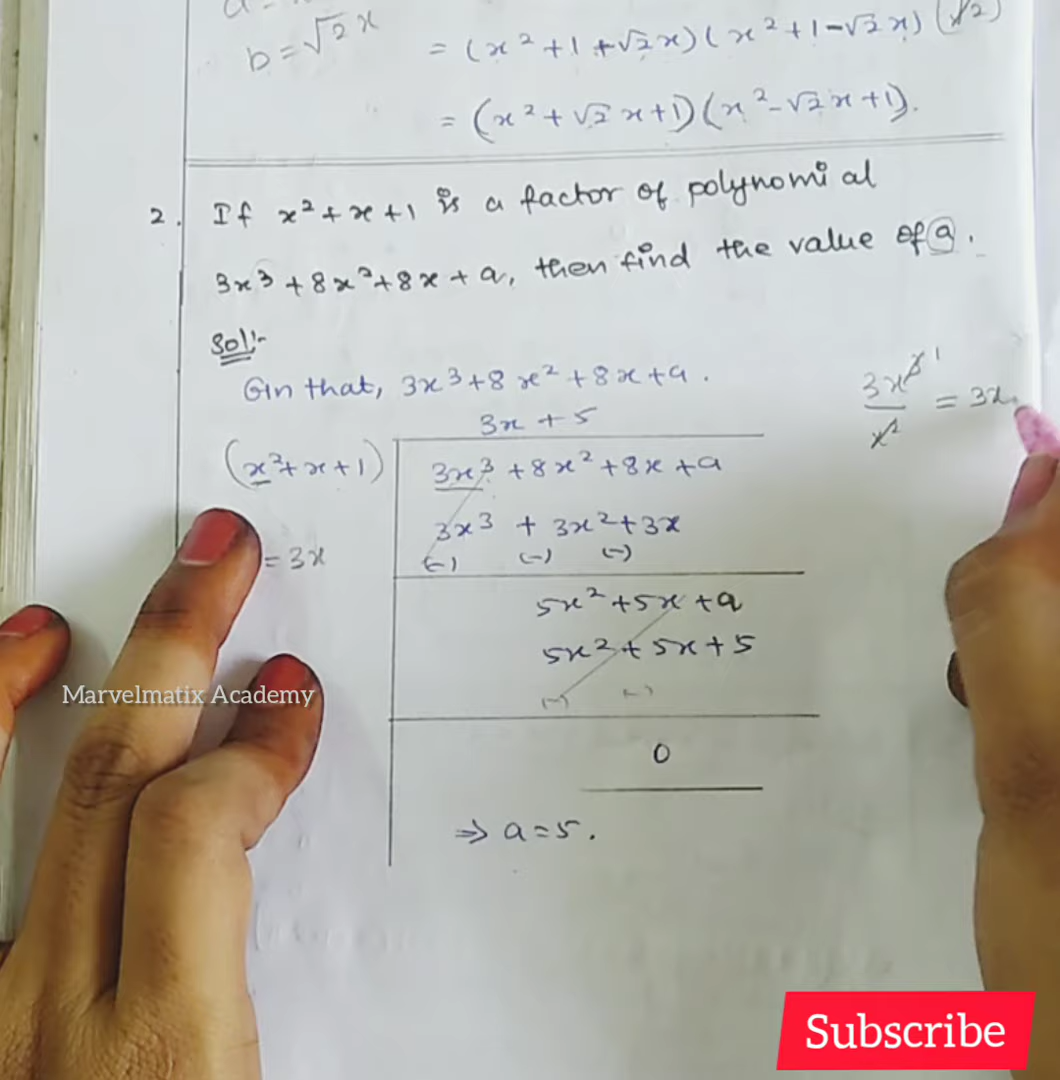 b = √2 x
= (x² + 1 + √2 x) ( x² + 1 - √2 x)
= (x² + √2 x + 1) (x² - √2 x + 1).
2. If x² + x + 1 is a factor of polynomial
3x³ + 8x² + 8x + a, then find the value of a.
Sol:-
Gn that, 3x³ + 8x² + 8x + a.
3x³ / x² = 3x
3x + 5
(x² + x + 1) 3x³ + 8x² + 8x + a
3x³ + 3x² + 3x
= 3x (-) (-) (-)
5x² + 5x + a
5x² + 5x + 5
(-) (-)
Marvelmatix Academy
0
⇒ a = 5.
Subscribe